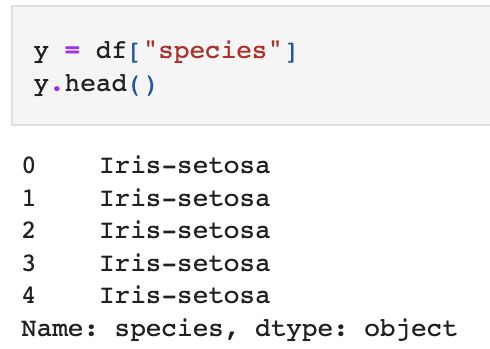 y = df["species"]
y.head()
0 Iris-setosa
1 Iris-setosa
2 Iris-setosa
3 Iris-setosa
4 Iris-setosa
Name: species, dtype: object